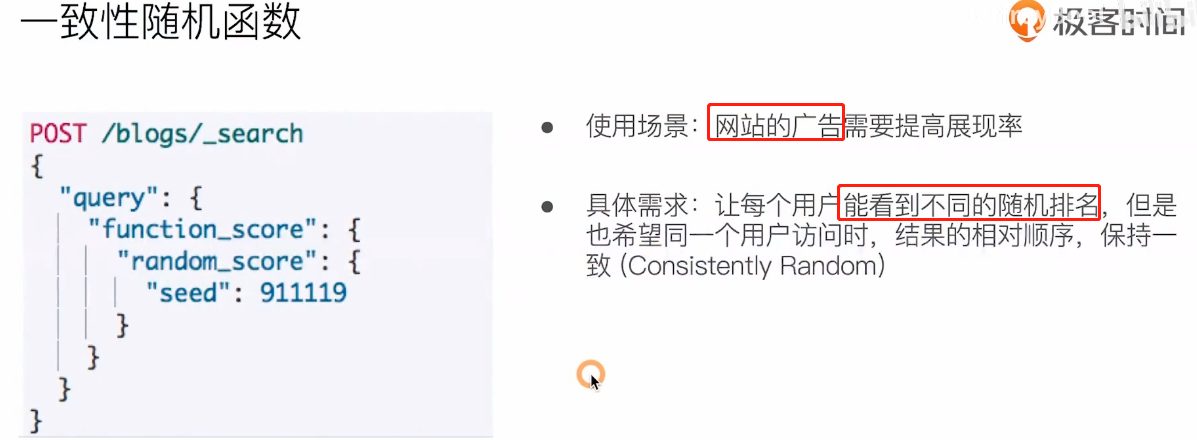 一致性随机函数
极客时间
POST /blogs/_search
{
"query": {
"function_score": {
"random_score": {
"seed": 911119
}
}
}
}
使用场景：网站的广告需要提高展现率
具体需求：让每个用户能看到不同的随机排名，但是
也希望同一个用户访问时，结果的相对顺序，保持一
致 (Consistently Random)